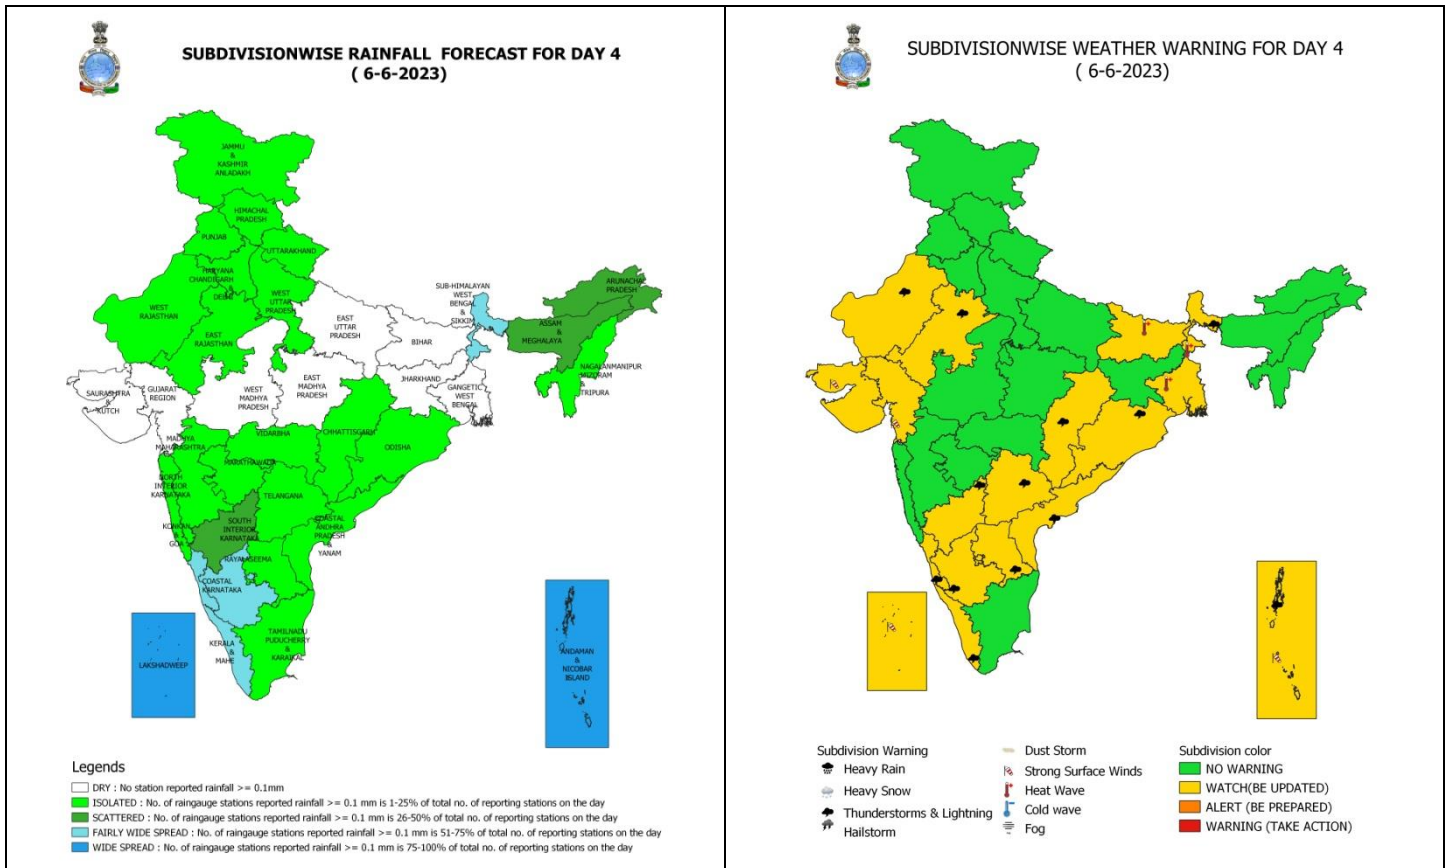 SUBDIVISIONWISE RAINFALL FORECAST FOR DAY 4
( 6-6-2023)
JAMMU
&
KASHMIR
ANLADAKH
HIMACHAL
PRADESH
PUNJAB
UTTARAKHAND
HARYANA
CHANDIGARH
&
DELHI
WEST
UTTAR
PRADESH
WEST
RAJASTHAN
EAST
RAJASTHAN
EAST
UTTAR
PRADESH
SUB-HIMALAYAN
WEST
BENGAL
&
SIKKIM
ARUNACHAL
PRADESH
ASSAM
&
MEGHALAYA
BIHAR
NAGALANMANIPUR
MIZORAM
&
TRIPURA
SAURASHTRA
&
KUTCH
GUJARAT
REGION
WEST
MADHYA
PRADESH
EAST
MADHYA
PRADESH
JHARKHAND
GANGETIC
WEST
BENGAL
MADHYA
MAHARASHTRA
VIDARBHA
CHHATTISGARH
ODISHA
MARATHAWADA
NORTH
INTERIOR
KARNATAKA
TELANGANA
KONKAN
&
GOA
SOUTH
INTERIOR
KARNATAKA
COASTAL
ANDHRA
PRADESH
&
YANAM
RAYALASEEMA
COASTAL
KARNATAKA
KERALA
&
MAHE
TAMILNADU
PUDUCHERRY
&
KARAIKAL
LAKSHADWEEP
ANDAMAN
&
NICOBAR
ISLAND
Legends
DRY : No station reported rainfall >= 0.1mm
ISOLATED : No. of raingauge stations reported rainfall >= 0.1 mm is 1-25% of total no. of reporting stations on the day
SCATTERED : No. of raingauge stations reported rainfall >= 0.1 mm is 26-50% of total no. of reporting stations on the day
FAIRLY WIDE SPREAD : No. of raingauge stations reported rainfall >= 0.1 mm is 51-75% of total no. of reporting stations on the day
WIDE SPREAD : No. of raingauge stations reported rainfall >= 0.1 mm is 75-100% of total no. of reporting stations on the day
SUBDIVISIONWISE WEATHER WARNING FOR DAY 4
( 6-6-2023)
Subdivision Warning
Heavy Rain
Heavy Snow
Thunderstorms & Lightning
Hailstorm
Dust Storm
Strong Surface Winds
Heat Wave
Cold wave
Fog
Subdivision color
NO WARNING
WATCH(BE UPDATED)
ALERT (BE PREPARED)
WARNING (TAKE ACTION)